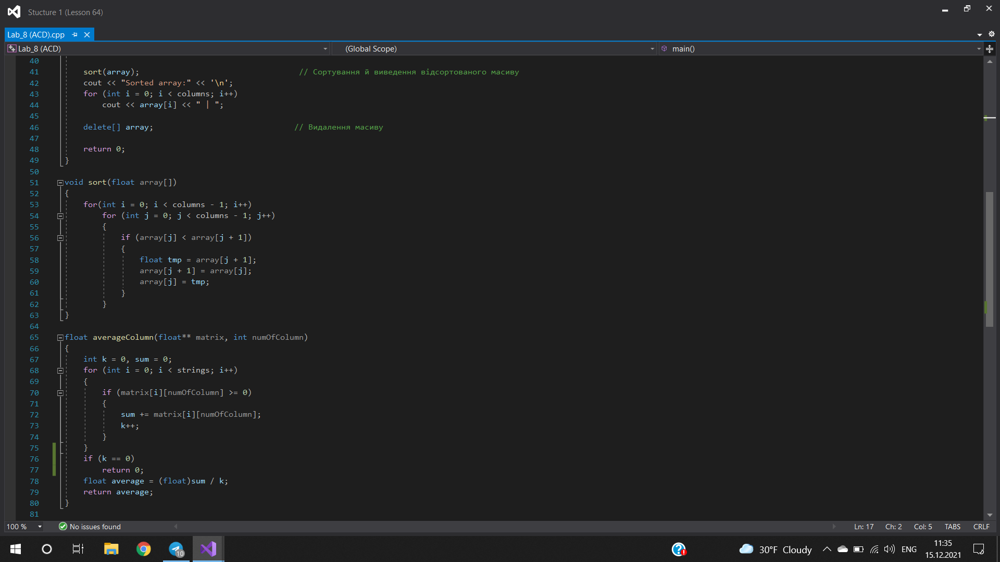 Stucture 1 (Lesson 64)
Lab_8 (ACD).cpp
Lab_8 (ACD) (Global Scope) main()
40
41 sort(array); // Сортування й виведення відсортованого масиву
42 cout << "Sorted array:" << '\n';
43 for (int i = 0; i < columns; i++)
44 cout << array[i] << " | ";
45
46 delete[] array; // Видалення масиву
47
48 return 0;
49 }
50
51 void sort(float array[])
52 {
53 for(int i = 0; i < columns - 1; i++)
54 for (int j = 0; j < columns - 1; j++)
55 {
56 if (array[j] < array[j + 1])
57 {
58 float tmp = array[j + 1];
59 array[j + 1] = array[j];
60 array[j] = tmp;
61 }
62 }
63 }
64
65 float averageColumn(float** matrix, int numOfColumn)
66 {
67 int k = 0, sum = 0;
68 for (int i = 0; i < strings; i++)
69 {
70 if (matrix[i][numOfColumn] >= 0)
71 {
72 sum += matrix[i][numOfColumn];
73 k++;
74 }
75 }
76 if (k == 0)
77 return 0;
78 float average = (float)sum / k;
79 return average;
80 }
81
100 % No issues found Ln: 17 Ch: 2 Col: 5 TABS CRLF
10 30°F Cloudy ENG 11:35
15.12.2021